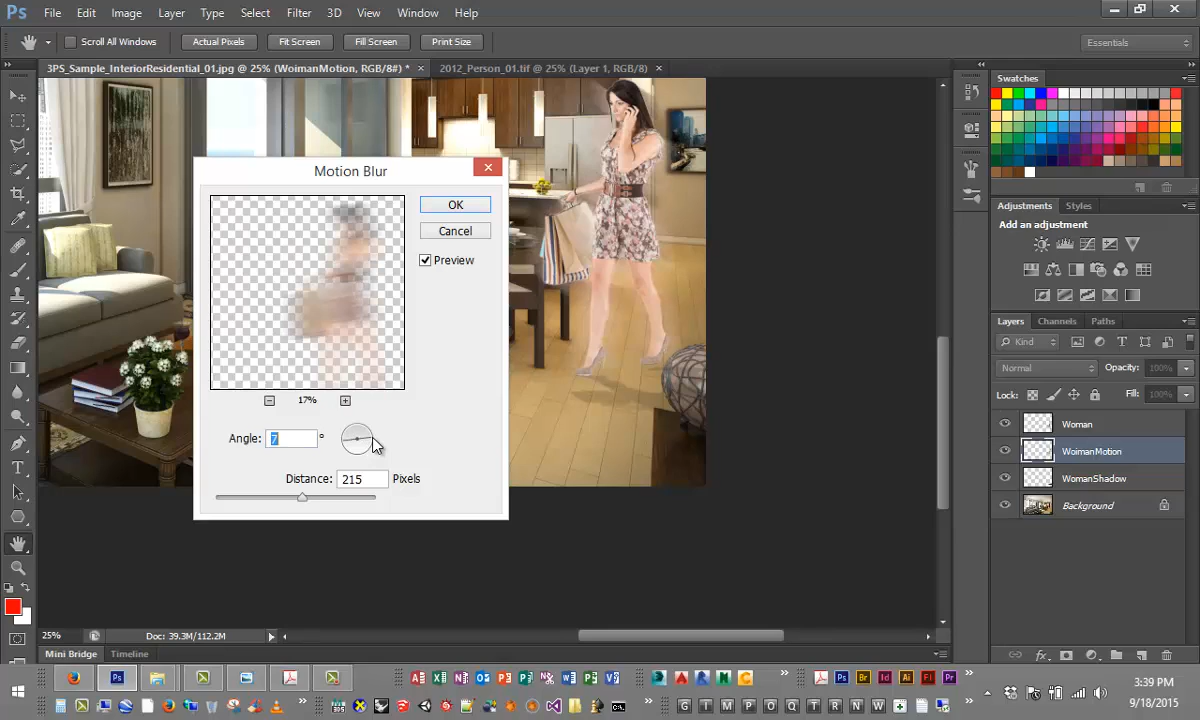 Ps File Edit Image Layer Type Select Filter 3D View Window Help
Scroll All Windows Actual Pixels Fit Screen Fill Screen Print Size Essentials
3PS_Sample_InteriorResidential_01.jpg @ 25% (WoimanMotion, RGB/8#) * × 2012_Person_01.tif @ 25% (Layer 1, RGB/8) ×
Swatches
Motion Blur
OK
Cancel
Preview
17%
Angle: 7 °
Distance: 215 Pixels
Adjustments Styles
Add an adjustment
Layers Channels Paths
Kind
Normal Opacity: 100%
Lock: Fill: 100%
Woman
WoimanMotion
WomanShadow
Background
25% Doc: 39.3M/112.2M
Mini Bridge Timeline
3:39 PM
9/18/2015